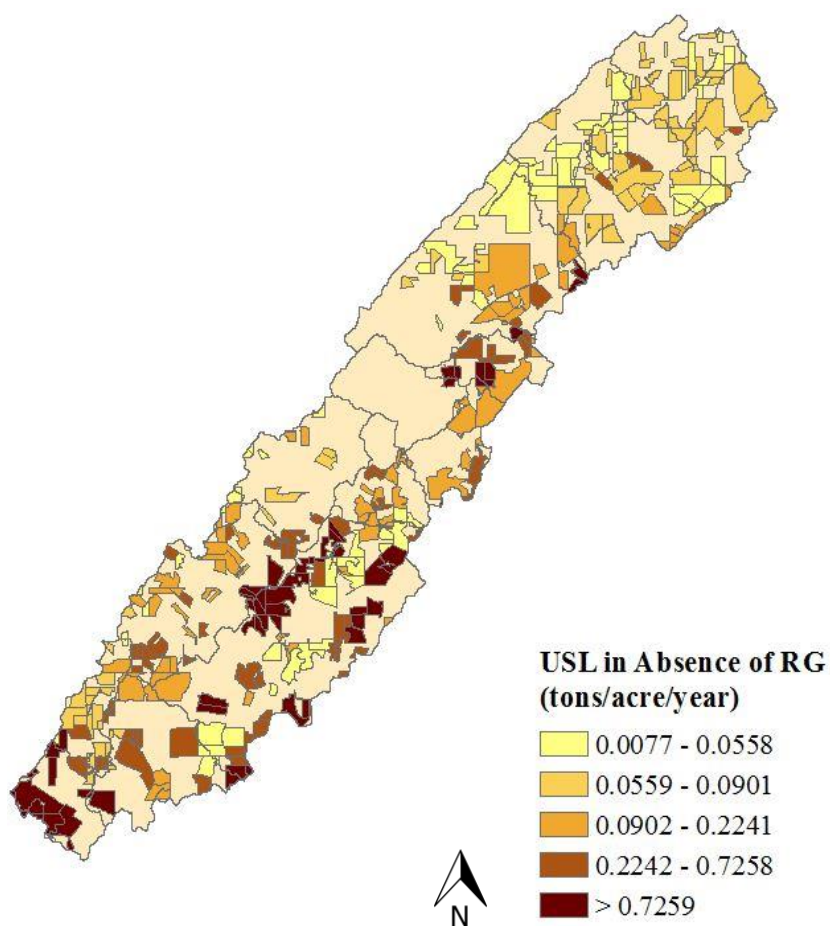 USL in Absence of RG
(tons/acre/year)
0.0077 - 0.0558
0.0559 - 0.0901
0.0902 - 0.2241
0.2242 - 0.7258
> 0.7259
N